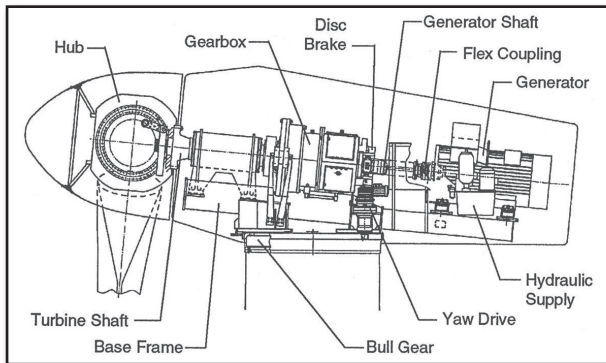 Hub
Gearbox
Disc
Brake
Generator Shaft
Flex Coupling
Generator
Turbine Shaft
Base Frame
Bull Gear
Yaw Drive
Hydraulic
Supply